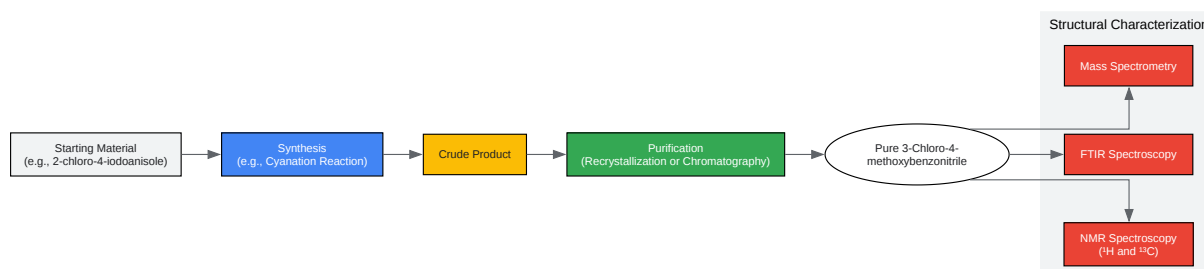 Structural Characterization
Mass Spectrometry
Starting Material
(e.g., 2-chloro-4-iodoanisole)
Synthesis
(e.g., Cyanation Reaction)
Crude Product
Purification
(Recrystallization or Chromatography)
Pure 3-Chloro-4-
methoxybenzonitrile
FTIR Spectroscopy
NMR Spectroscopy
(¹H and ¹³C)